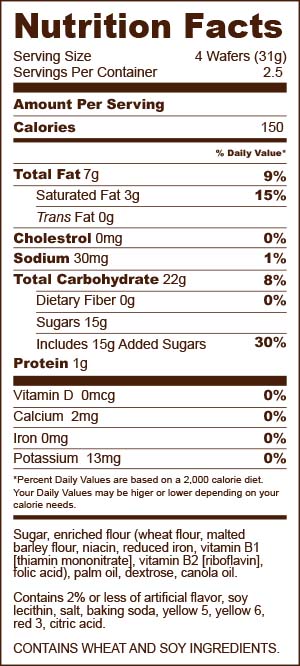 Nutrition Facts
Serving Size 4 Wafers (31g)
Servings Per Container 2.5
Amount Per Serving
Calories 150
% Daily Value*
Total Fat 7g 9%
Saturated Fat 3g 15%
Trans Fat 0g
Cholestrol 0mg 0%
Sodium 30mg 1%
Total Carbohydrate 22g 8%
Dietary Fiber 0g 0%
Sugars 15g
Includes 15g Added Sugars 30%
Protein 1g
Vitamin D 0mcg 0%
Calcium 2mg 0%
Iron 0mg 0%
Potassium 13mg 0%
*Percent Daily Values are based on a 2,000 calorie diet.
Your Daily Values may be higer or lower depending on your
calorie needs.
Sugar, enriched flour (wheat flour, malted
barley flour, niacin, reduced iron, vitamin B1
[thiamin mononitrate], vitamin B2 [riboflavin],
folic acid), palm oil, dextrose, canola oil.
Contains 2% or less of artificial flavor, soy
lecithin, salt, baking soda, yellow 5, yellow 6,
red 3, citric acid.
CONTAINS WHEAT AND SOY INGREDIENTS.